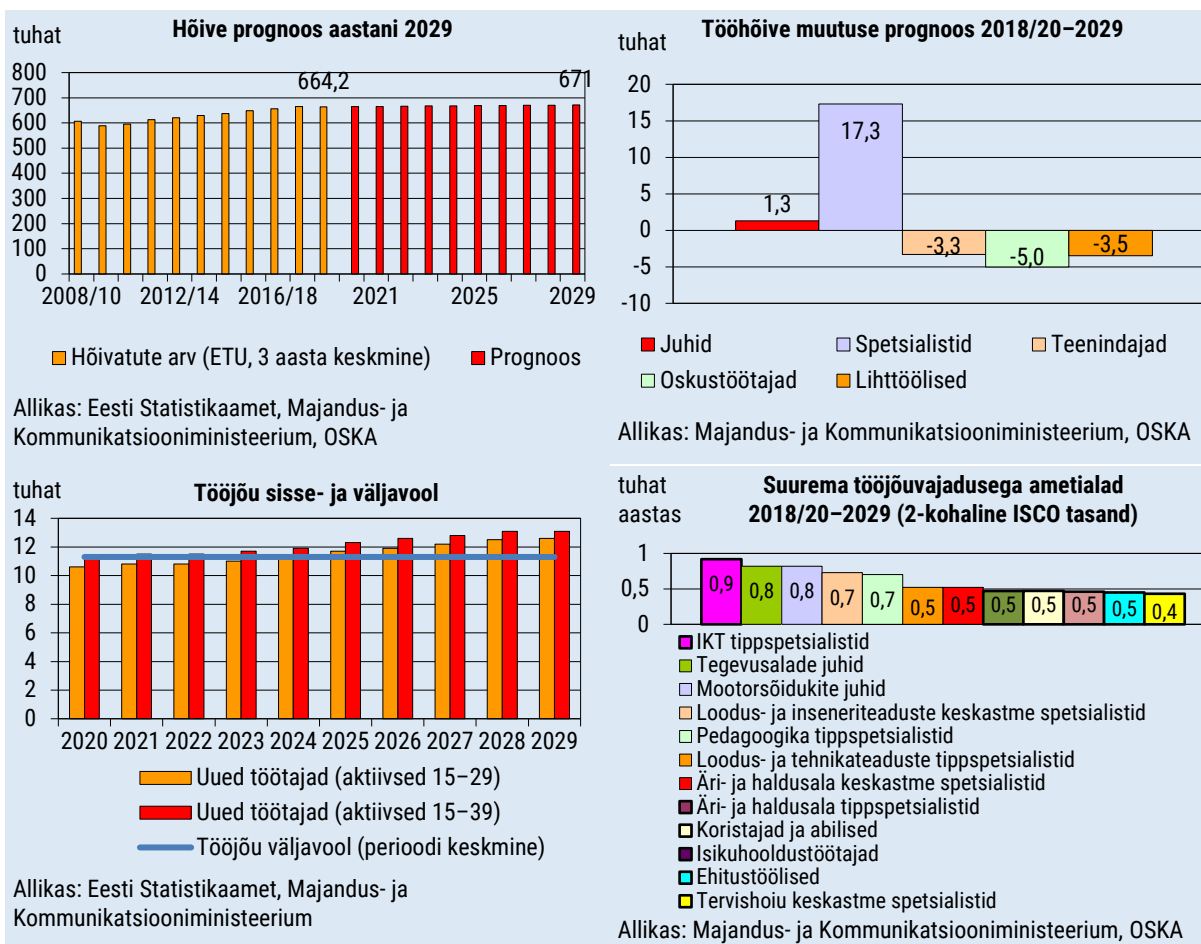 Hõive prognoos aastani 2029
tuhat
800
700
600
500
400
300
200
100
0
664,2
671
2008/10 2012/14 2016/18 2021 2025 2029
Hõivatute arv (ETU, 3 aasta keskmine) Prognoos
Allikas: Eesti Statistikaamet, Majandus- ja
Kommunikatsiooniministeerium, OSKA
Tööhõive muutuse prognoos 2018/20–2029
tuhat
20
15
10
5
0
-5
-10
1,3
17,3
-3,3
-5,0
-3,5
Juhid Spetsialistid Teenindajad
Oskustöötajad Lihttöölised
Allikas: Majandus- ja Kommunikatsiooniministeerium, OSKA
tuhat
Tööjõu sisse- ja väljavool
14
12
10
8
6
4
2
0
2020 2021 2022 2023 2024 2025 2026 2027 2028 2029
Uued töötajad (aktiivsed 15–29)
Uued töötajad (aktiivsed 15–39)
Tööjõu väljavool (perioodi keskmine)
Allikas: Eesti Statistikaamet, Majandus- ja
Kommunikatsiooniministeerium
tuhat
aastas
Suurema tööjõuvajadusega ametialad
2018/20–2029 (2-kohaline ISCO tasand)
1
0,5
0
0,9 0,8 0,8 0,7 0,7 0,5 0,5 0,5 0,5 0,5 0,5 0,4
IKT tippspetsialistid
Tegevusalade juhid
Mootorsõidukite juhid
Loodus- ja inseneriteaduste keskastme spetsialistid
Pedagoogika tippspetsialistid
Loodus- ja tehnikateaduste tippspetsialistid
Äri- ja haldusala keskastme spetsialistid
Äri- ja haldusala tippspetsialistid
Koristajad ja abilised
Isikuhooldustöötajad
Ehitustöölised
Tervishoiu keskastme spetsialistid
Allikas: Majandus- ja Kommunikatsiooniministeerium, OSKA